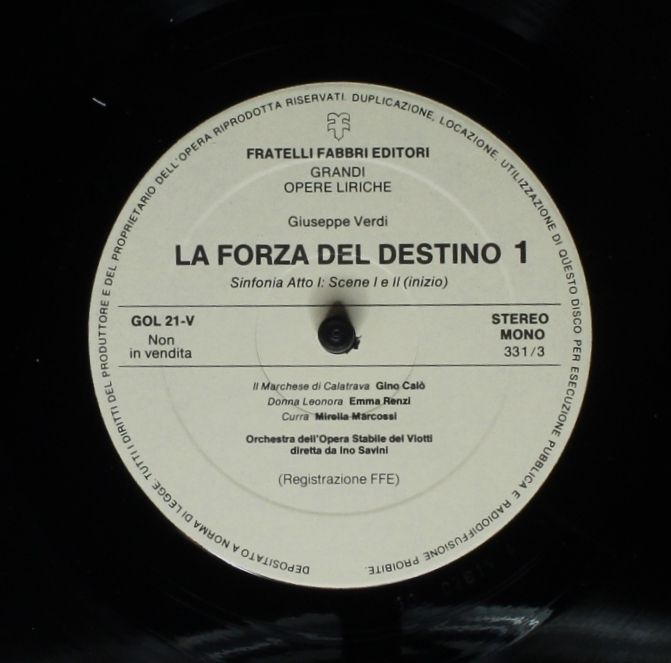 DEPOSITATO A NORMA DI LEGGE. TUTTI I DIRITTI DEL PRODUTTORE E DEL PROPRIETARIO DELL'OPERA RIPRODOTTA RISERVATI. DUPLICAZIONE, LOCAZIONE, UTILIZZAZIONE DI QUESTO DISCO PER ESECUZIONE PUBBLICA E RADIODIFFUSIONE PROIBITE.
FRATELLI FABBRI EDITORI
GRANDI
OPERE LIRICHE
Giuseppe Verdi
LA FORZA DEL DESTINO 1
Sinfonia Atto I: Scene I e II (inizio)
GOL 21-V
Non
in vendita
STEREO
MONO
331/3
Il Marchese di Calatrava Gino Calò
Donna Leonora Emma Renzi
Curra Mirella Marcossi
Orchestra dell'Opera Stabile del Viotti
diretta da Ino Savini
(Registrazione FFE)